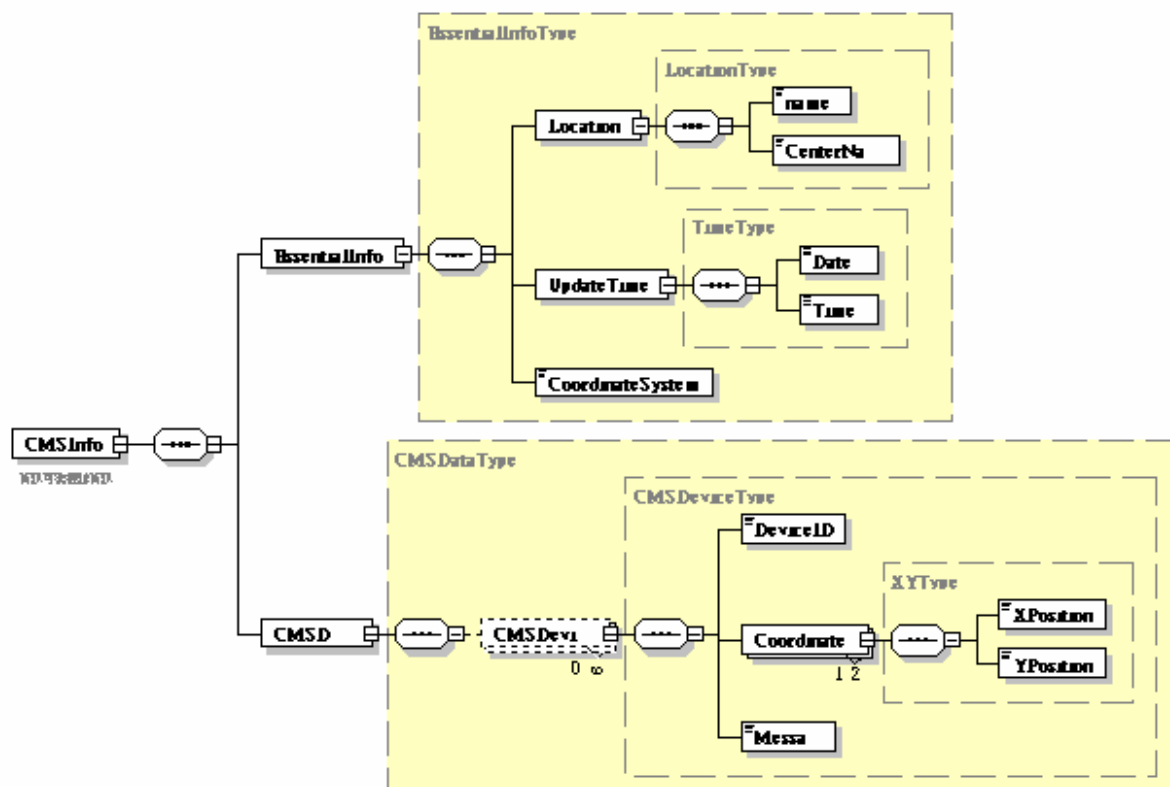 EssentialInfoType
LocationType
name
Location
CenterNa
TimeType
EssentialInfo
Date
UpdateTime
Time
CoordinateSystem
CMSInfo
CMSDataType
CMSDeviceType
DeviceID
XYType
XPosition
CMSD
CMSDevi
Coordinate
0 ∞
1 2
YPosition
Messa